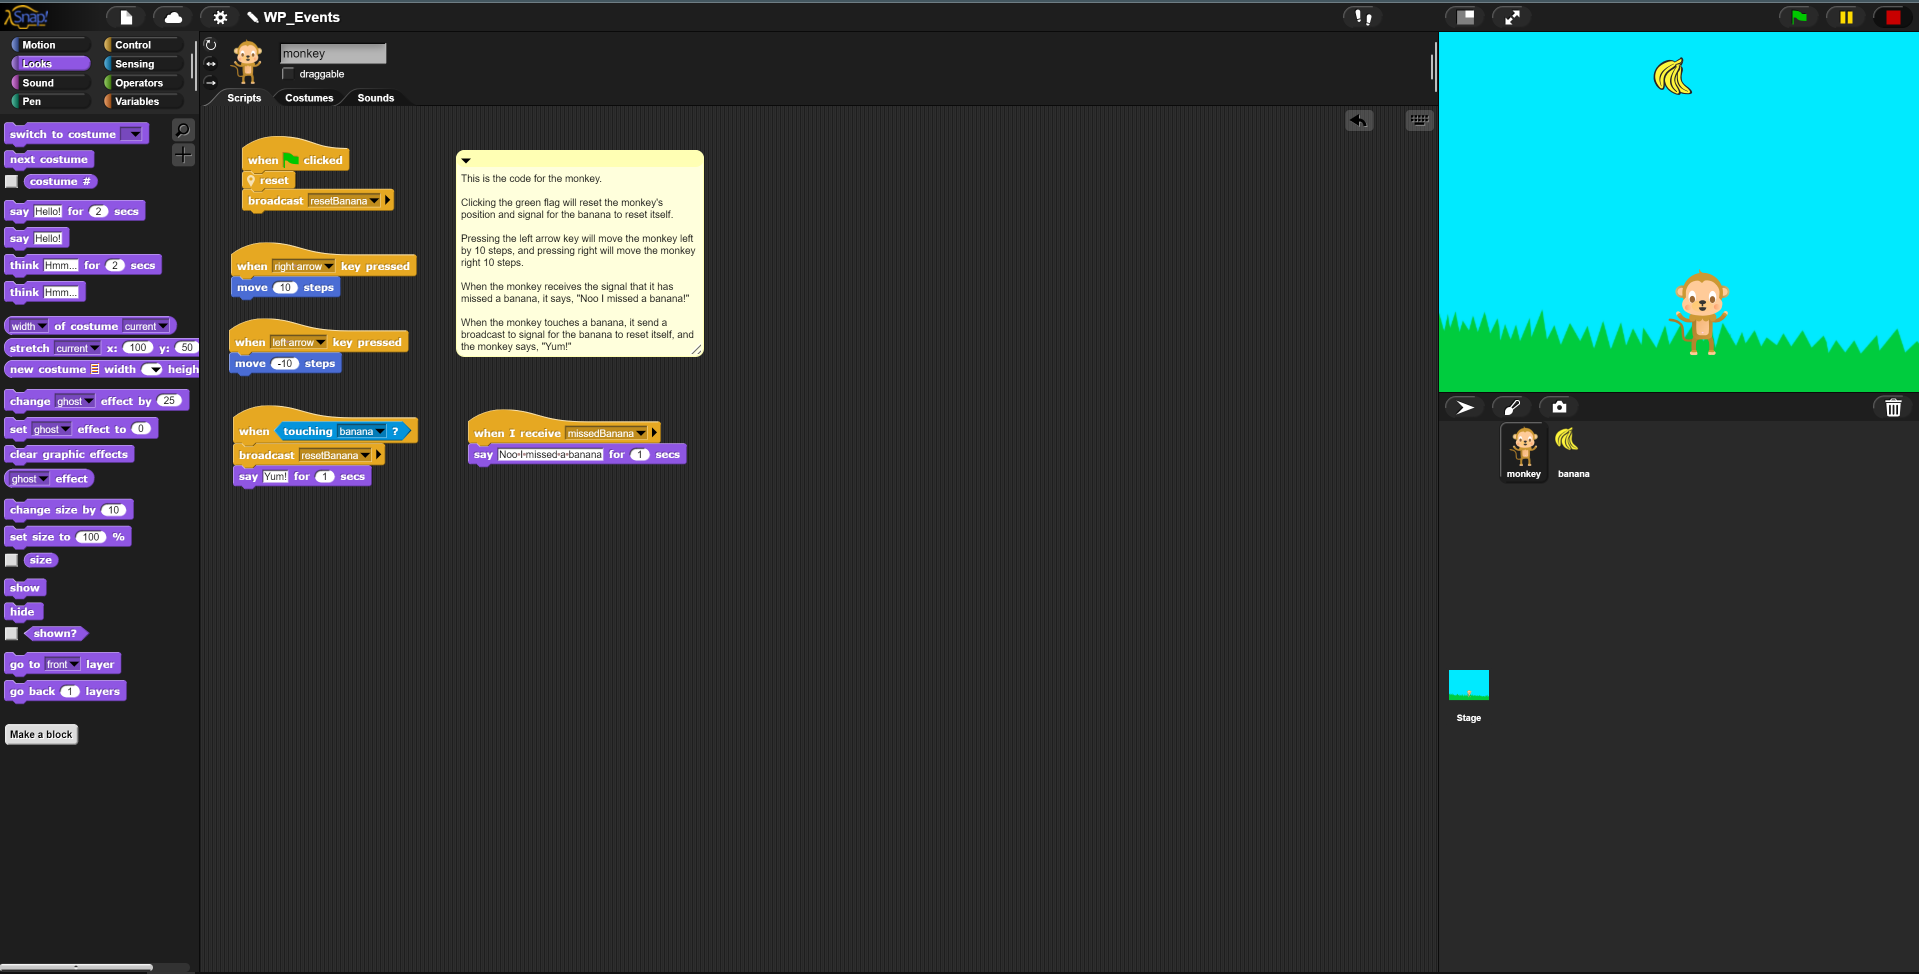 Snap!
WP_Events
Motion
Control
Looks
Sensing
Sound
Operators
Pen
Variables
monkey
draggable
Scripts
Costumes
Sounds
switch to costume
next costume
costume #
say Hello! for 2 secs
say Hello!
think Hmm... for 2 secs
think Hmm...
width of costume current
stretch current x: 100 y: 50
new costume width heigh
change ghost effect by 25
set ghost effect to 0
clear graphic effects
ghost effect
change size by 10
set size to 100 %
size
show
hide
shown?
go to front layer
go back 1 layers
Make a block
when clicked
reset
broadcast resetBanana
when right arrow key pressed
move 10 steps
when left arrow key pressed
move -10 steps
when touching banana ?
broadcast resetBanana
say Yum! for 1 secs
This is the code for the monkey.
Clicking the green flag will reset the monkey's
position and signal for the banana to reset itself.
Pressing the left arrow key will move the monkey left
by 10 steps, and pressing right will move the monkey
right 10 steps.
When the monkey receives the signal that it has
missed a banana, it says, "Noo I missed a banana!"
When the monkey touches a banana, it send a
broadcast to signal for the banana to reset itself, and
the monkey says, "Yum!"
when I receive missedBanana
say Noo·I·missed·a·banana for 1 secs
monkey
banana
Stage